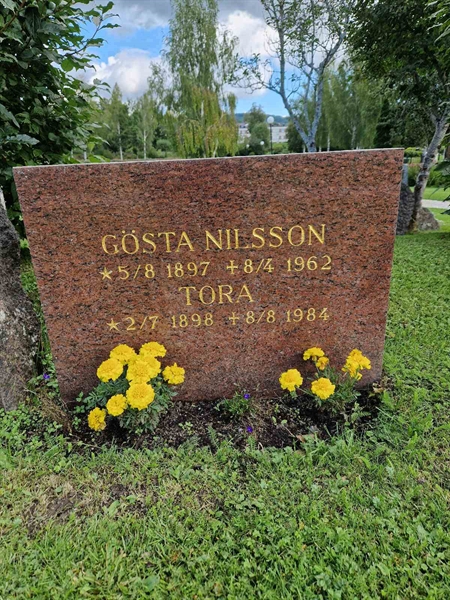 GÖSTA NILSSON
*5/8 1897 +8/4 1962
TORA
*2/7 1898 +8/8 1984